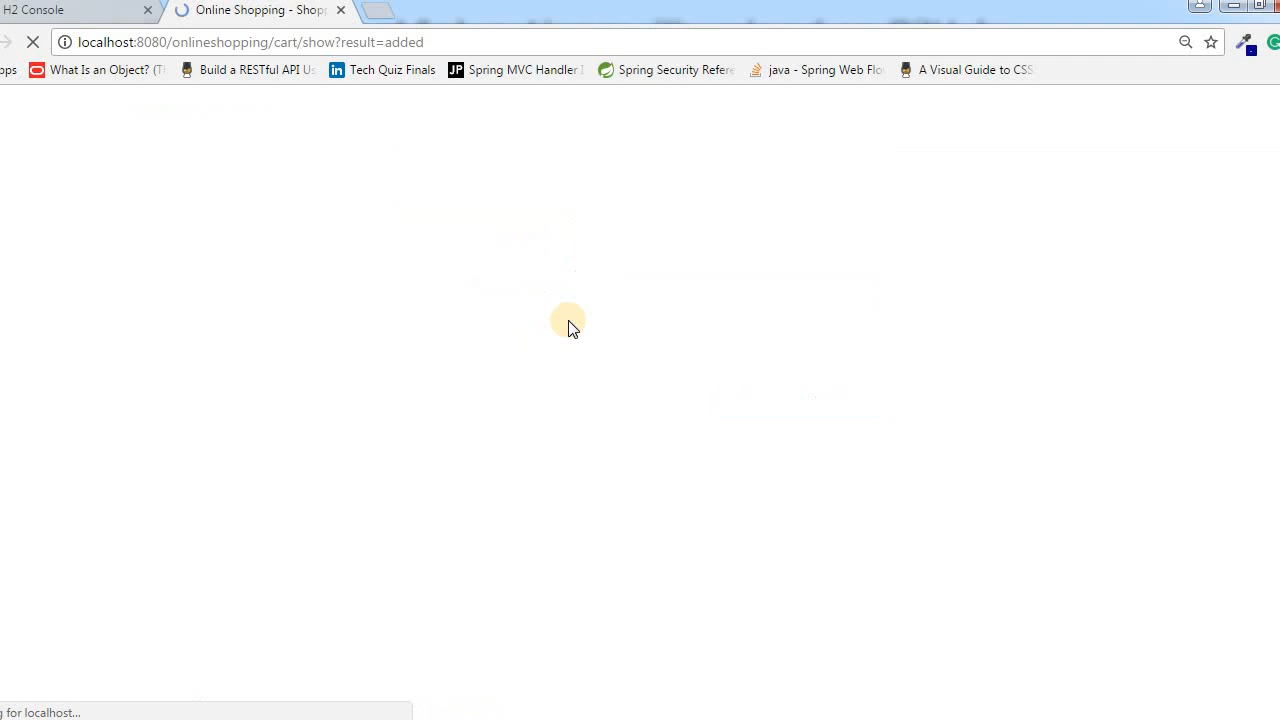 H2 Console
Online Shopping - Shop
localhost:8080/onlineshopping/cart/show?result=added
pps
What Is an Object? (T
Build a RESTful API Us
Tech Quiz Finals
JP
Spring MVC Handler I
Spring Security Refere
java - Spring Web Flo
A Visual Guide to CSS
g for localhost...